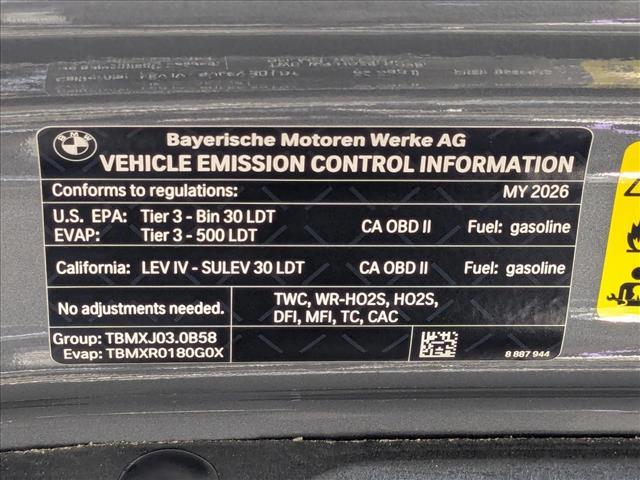 BMW
Bayerische Motoren Werke AG
VEHICLE EMISSION CONTROL INFORMATION
Conforms to regulations: MY 2026
U.S. EPA: Tier 3 - Bin 30 LDT CA OBD II Fuel: gasoline
EVAP: Tier 3 - 500 LDT
California: LEV IV - SULEV 30 LDT CA OBD II Fuel: gasoline
No adjustments needed.
TWC, WR-HO2S, HO2S,
DFI, MFI, TC, CAC
Group: TBMXJ03.0B58
Evap: TBMXR0180G0X
8 887 944